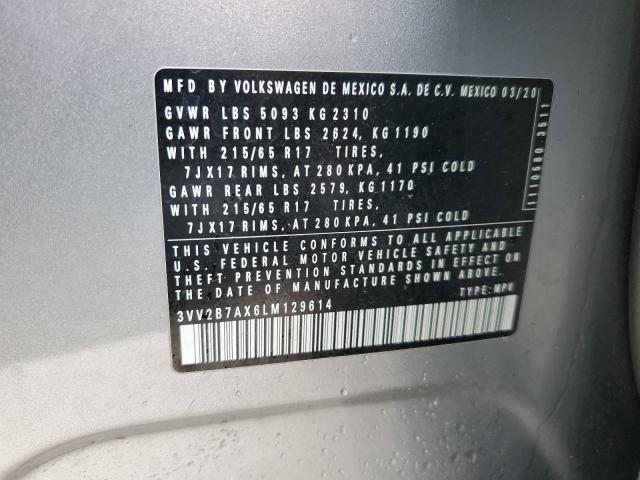 MFD BY VOLKSWAGEN DE MEXICO S.A. DE C.V. MEXICO 03/20
GVWR LBS 5093 KG 2310
GAWR FRONT LBS 2624, KG 1190
WITH 215/65 R17 TIRES,
7JX17 RIMS, AT 280 KPA, 41 PSI COLD
GAWR REAR LBS 2579, KG 1170
WITH 215/65 R17 TIRES,
7JX17 RIMS, AT 280 KPA, 41 PSI COLD
THIS VEHICLE CONFORMS TO ALL APPLICABLE
U.S. FEDERAL MOTOR VEHICLE SAFETY AND
THEFT PREVENTION STANDARDS IN EFFECT ON
THE DATE OF MANUFACTURE SHOWN ABOVE.
TYPE: MPV
3VV2B7AX6LM129614
1110580 3511